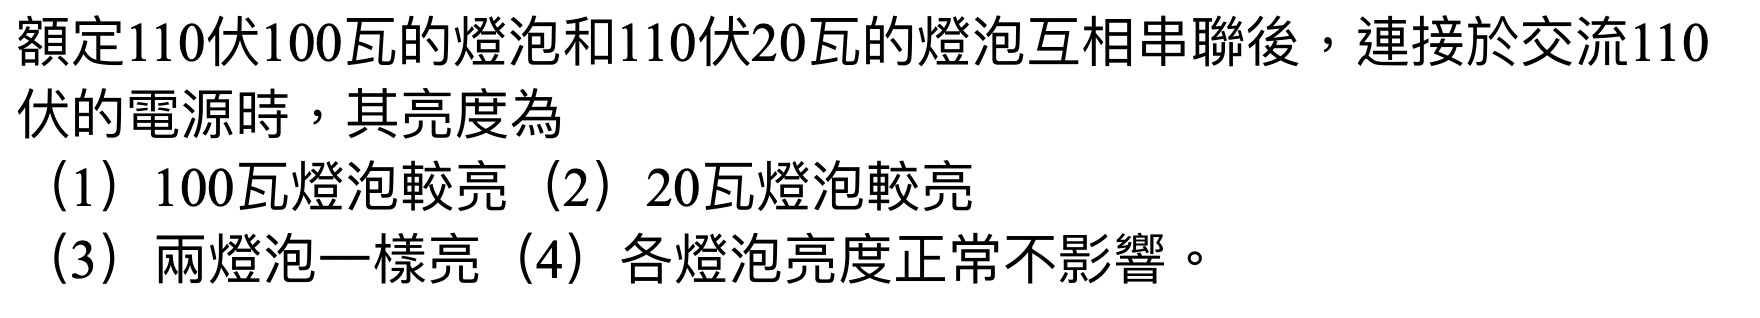 額定110伏100瓦的燈泡和110伏20瓦的燈泡互相串聯後，連接於交流110
伏的電源時，其亮度為
（1）100瓦燈泡較亮（2）20瓦燈泡較亮
（3）兩燈泡一樣亮（4）各燈泡亮度正常不影響。